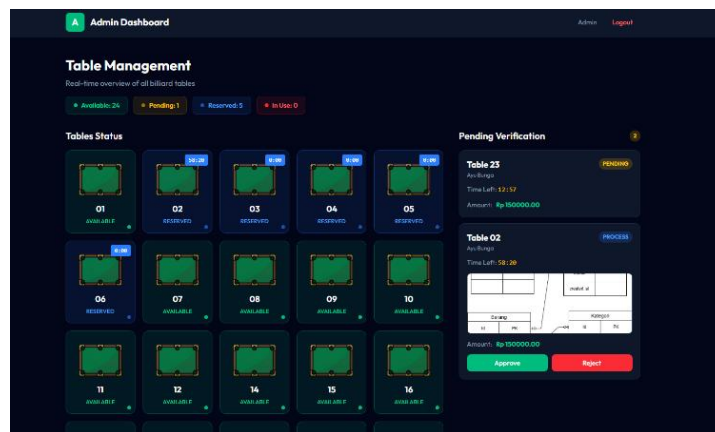 A Admin Dashboard
Admin Logout
Table Management
Real-time overview of all billiard tables
Available: 24 Pending: 1 Reserved: 5 In Use: 0
Tables Status
01
AVAILABLE
58:20
02
RESERVED
0:00
03
RESERVED
0:00
04
RESERVED
0:00
05
RESERVED
0:00
06
RESERVED
07
AVAILABLE
08
AVAILABLE
09
AVAILABLE
10
AVAILABLE
11
AVAILABLE
12
AVAILABLE
14
AVAILABLE
15
AVAILABLE
16
AVAILABLE
Pending Verification 2
Table 23 PENDING
Ayu Bunga
Time Left: 12:57
Amount: Rp 150000.00
Table 02 PROCESS
Ayu Bunga
Time Left: 58:20
Barang
Kategori
Amount: Rp 150000.00
Approve Reject